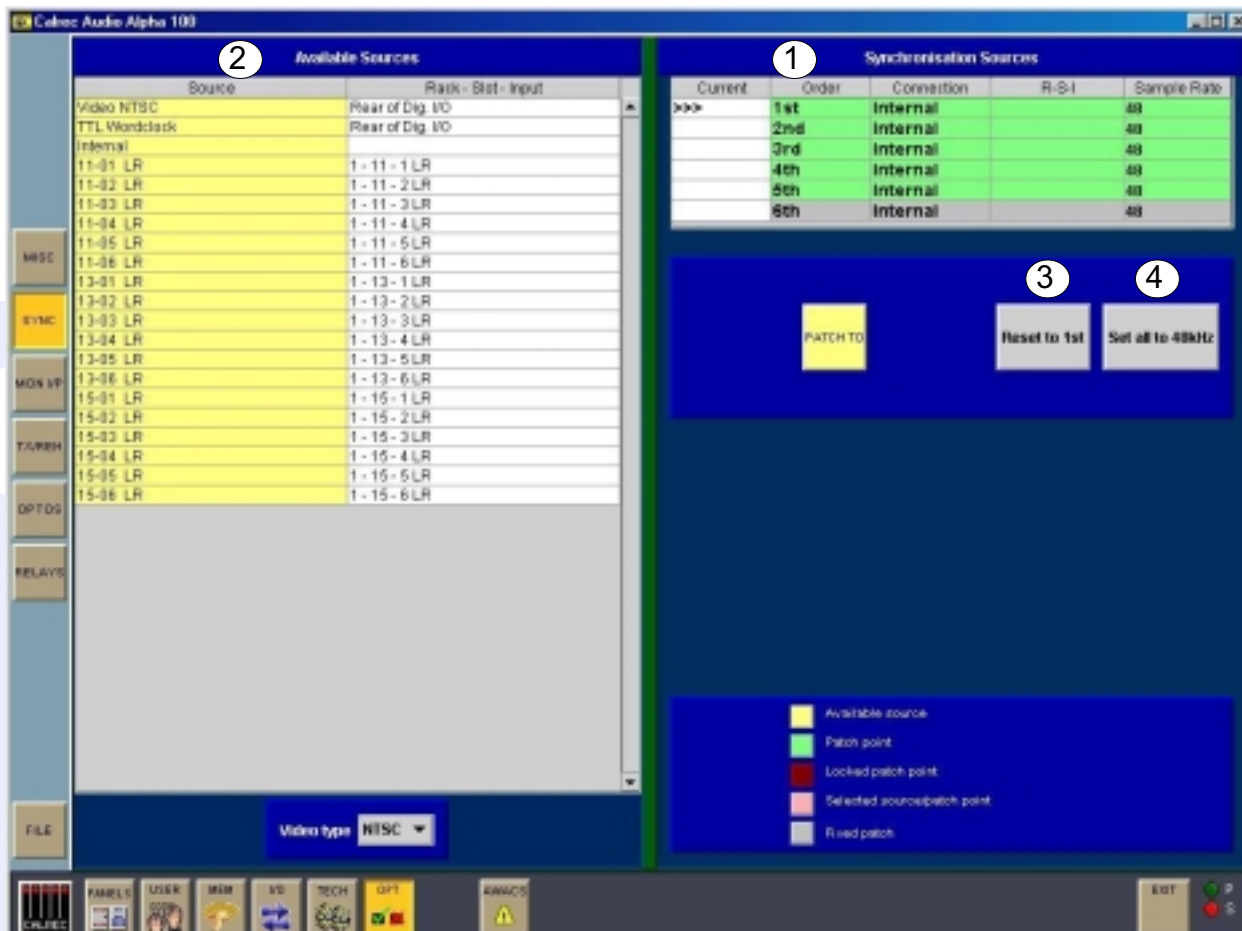 Calrec Audio Alpha 100
2 Available Sources
Source Rack - Slot - Input
Video NTSC Rear of Dig. I/O
TTL Wordclock Rear of Dig. I/O
Internal
11-01 LR 1 - 11 - 1 LR
11-02 LR 1 - 11 - 2 LR
11-03 LR 1 - 11 - 3 LR
11-04 LR 1 - 11 - 4 LR
11-05 LR 1 - 11 - 5 LR
11-06 LR 1 - 11 - 6 LR
13-01 LR 1 - 13 - 1 LR
13-02 LR 1 - 13 - 2 LR
13-03 LR 1 - 13 - 3 LR
13-04 LR 1 - 13 - 4 LR
13-05 LR 1 - 13 - 5 LR
13-06 LR 1 - 13 - 6 LR
15-01 LR 1 - 15 - 1 LR
15-02 LR 1 - 15 - 2 LR
15-03 LR 1 - 15 - 3 LR
15-04 LR 1 - 15 - 4 LR
15-05 LR 1 - 15 - 5 LR
15-06 LR 1 - 15 - 6 LR
Video type NTSC
1 Synchronisation Sources
Current Order Connection R-S-I Sample Rate
>>> 1st Internal 48
2nd Internal 48
3rd Internal 48
4th Internal 48
5th Internal 48
6th Internal 48
3 4
PATCH TO Reset to 1st Set all to 48kHz
Available source
Patch point
Locked patch point
Selected source/patch point
Fixed patch
MISC
SYNC
MON I/P
TX/REH
OPTOS
RELAYS
FILE
CALREC PANELS USER MEM I/O TECH OPT AWACS EXIT P
S